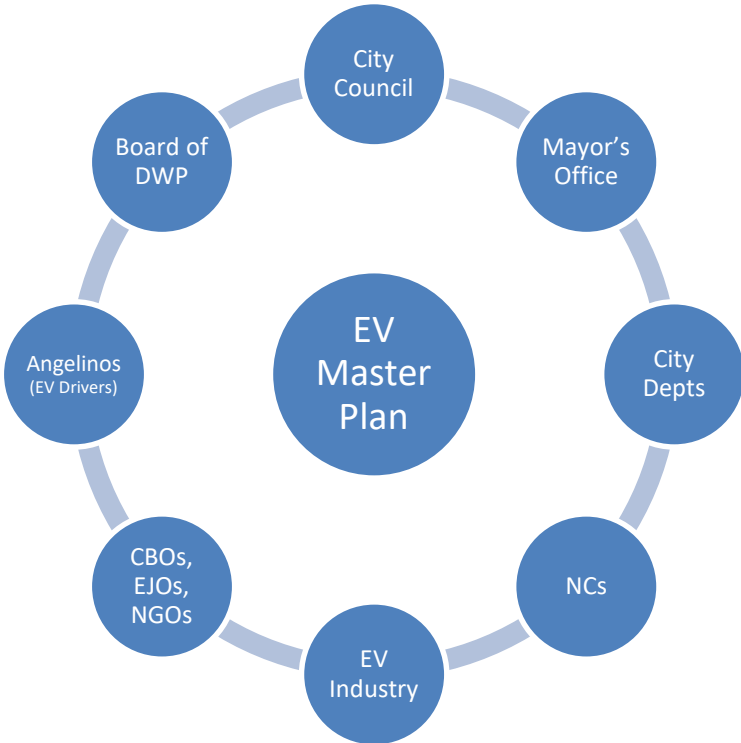 City
Council
Mayor’s
Office
City
Depts
NCs
EV
Industry
CBOs,
EJOs,
NGOs
Angelinos
(EV Drivers)
Board of
DWP
EV
Master
Plan